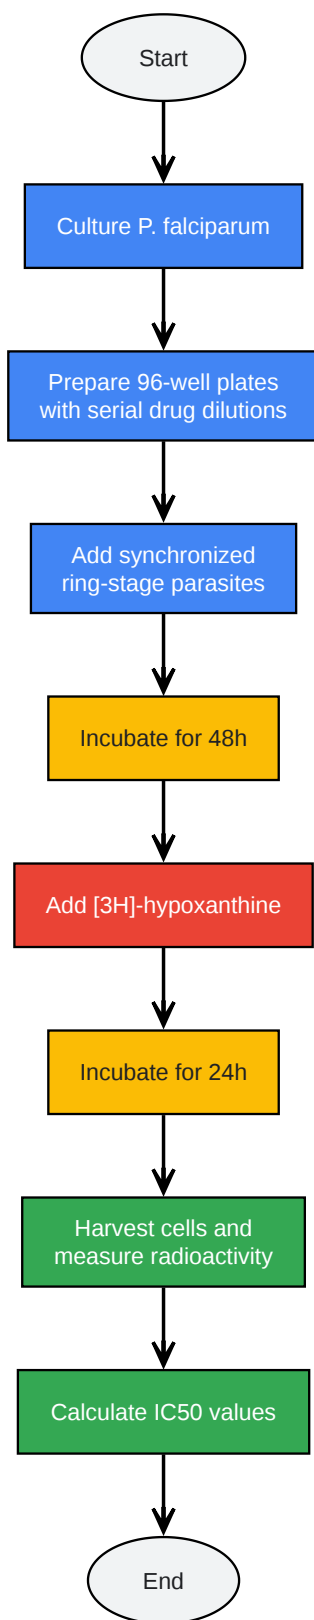 Start
Culture P. falciparum
Prepare 96-well plates
with serial drug dilutions
Add synchronized
ring-stage parasites
Incubate for 48h
Add [3H]-hypoxanthine
Incubate for 24h
Harvest cells and
measure radioactivity
Calculate IC50 values
End